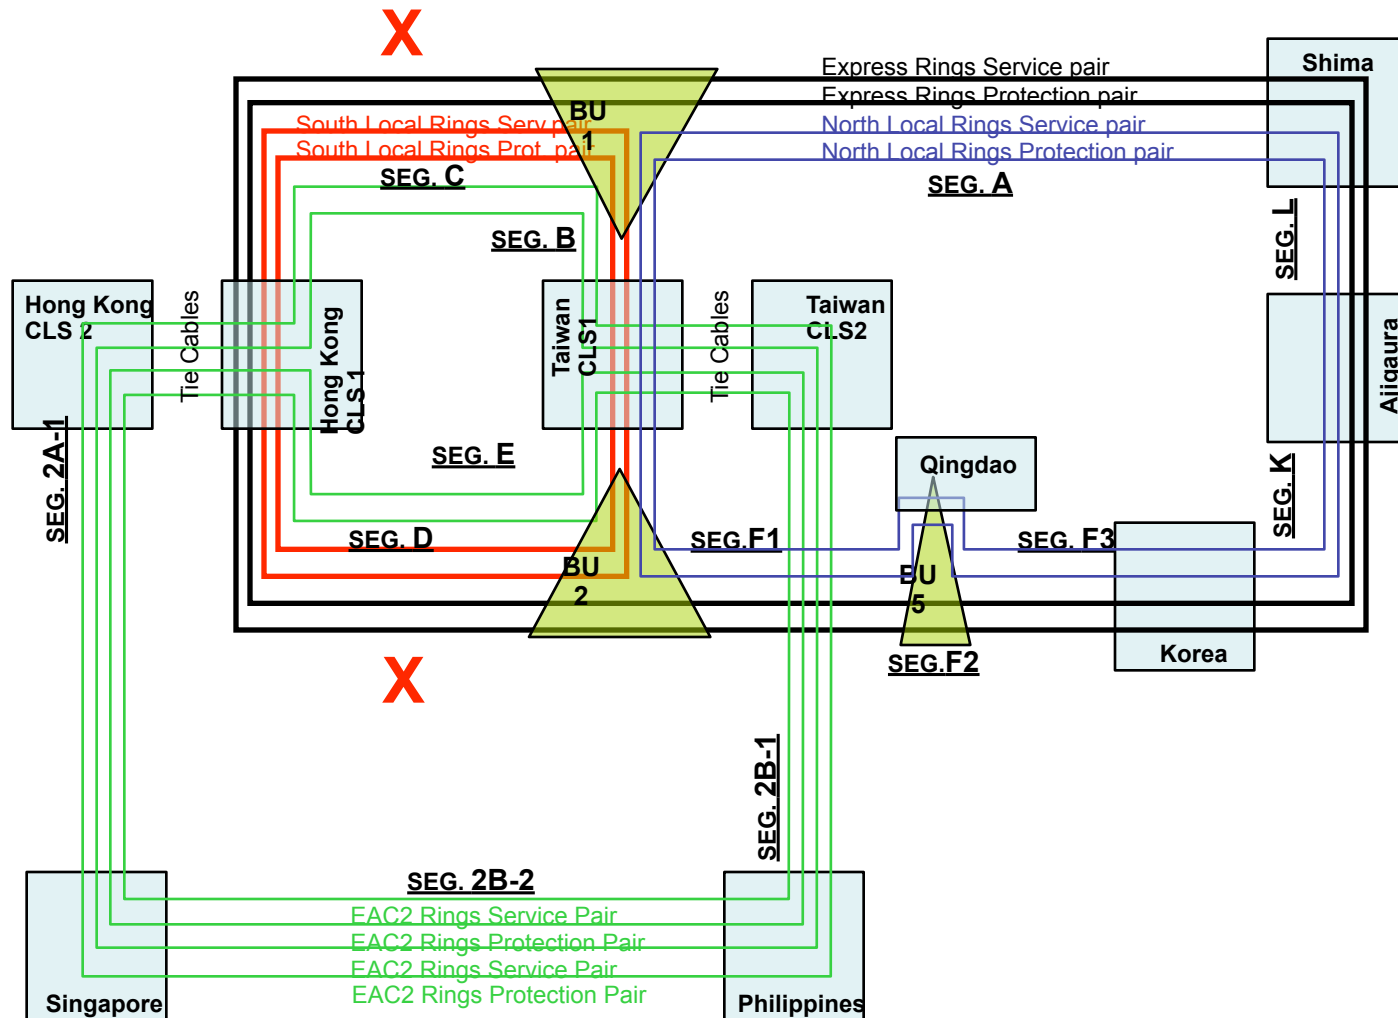 X
Express Rings Service pair
Shima
Express Rings Protection pair
BU
1
South Local Rings Serv.pair
North Local Rings Service pair
South Local Rings Prot. pair
North Local Rings Protection pair
SEG. C
SEG. A
SEG. L
SEG. B
Hong Kong
CLS 2
Tie Cables
Hong Kong
CLS 1
Taiwan
CLS1
Tie Cables
Taiwan
CLS2
Ajigaura
SEG. 2A-1
SEG. E
Qingdao
SEG. K
SEG. D
SEG.F1
SEG. F3
BU
2
BU
5
Korea
SEG.F2
X
SEG. 2B-1
SEG. 2B-2
EAC2 Rings Service Pair
EAC2 Rings Protection Pair
EAC2 Rings Service Pair
EAC2 Rings Protection Pair
Singapore
Philippines